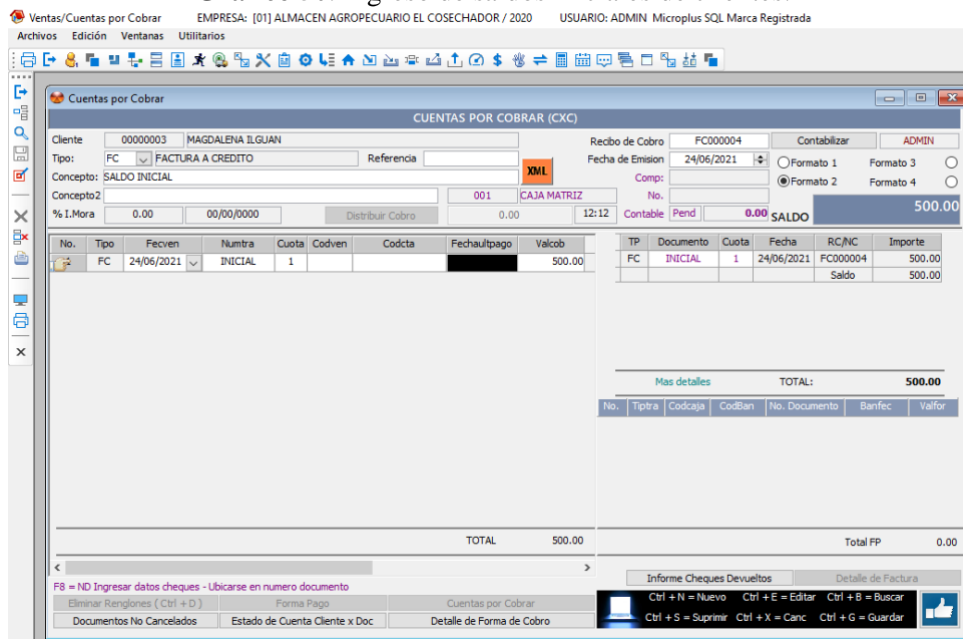 Ventas/Cuentas por Cobrar EMPRESA: [01] ALMACEN AGROPECUARIO EL COSECHADOR / 2020 USUARIO: ADMIN Microplus SQL Marca Registrada
Archivos Edición Ventanas Utilitarios
Cuentas por Cobrar
CUENTAS POR COBRAR (CXC)
Cliente 00000003 MAGDALENA ILGUAN Recibo de Cobro FC000004 Contabilizar ADMIN
Tipo: FC FACTURA A CREDITO Referencia XML Fecha de Emision 24/06/2021 Formato 1 Formato 3
Concepto: SALDO INICIAL Comp: Formato 2 Formato 4
Concepto2 001 CAJA MATRIZ No.
% I.Mora 0.00 00/00/0000 Distribuir Cobro 0.00 12:12 Contable Pend 0.00 SALDO 500.00
No. Tipo Fecven Numtra Cuota Codven Codcta Fechaultpago Valcob
FC 24/06/2021 INICIAL 1 500.00
TP Documento Cuota Fecha RC/NC Importe
FC INICIAL 1 24/06/2021 FC000004 500.00
Saldo 500.00
Mas detalles TOTAL: 500.00
No. Tiptra Codcaja CodBan No. Documento Banfec Valfor
TOTAL 500.00
Total FP 0.00
F8 = ND Ingresar datos cheques - Ubicarse en numero documento
Informe Cheques Devueltos Detalle de Factura
Eliminar Renglones ( Ctrl + D ) Forma Pago Cuentas por Cobrar
Documentos No Cancelados Estado de Cuenta Cliente x Doc Detalle de Forma de Cobro
Ctrl + N = Nuevo Ctrl + E = Editar Ctrl + B = Buscar
Ctrl + S = Suprimir Ctrl + X = Canc Ctrl + G = Guardar